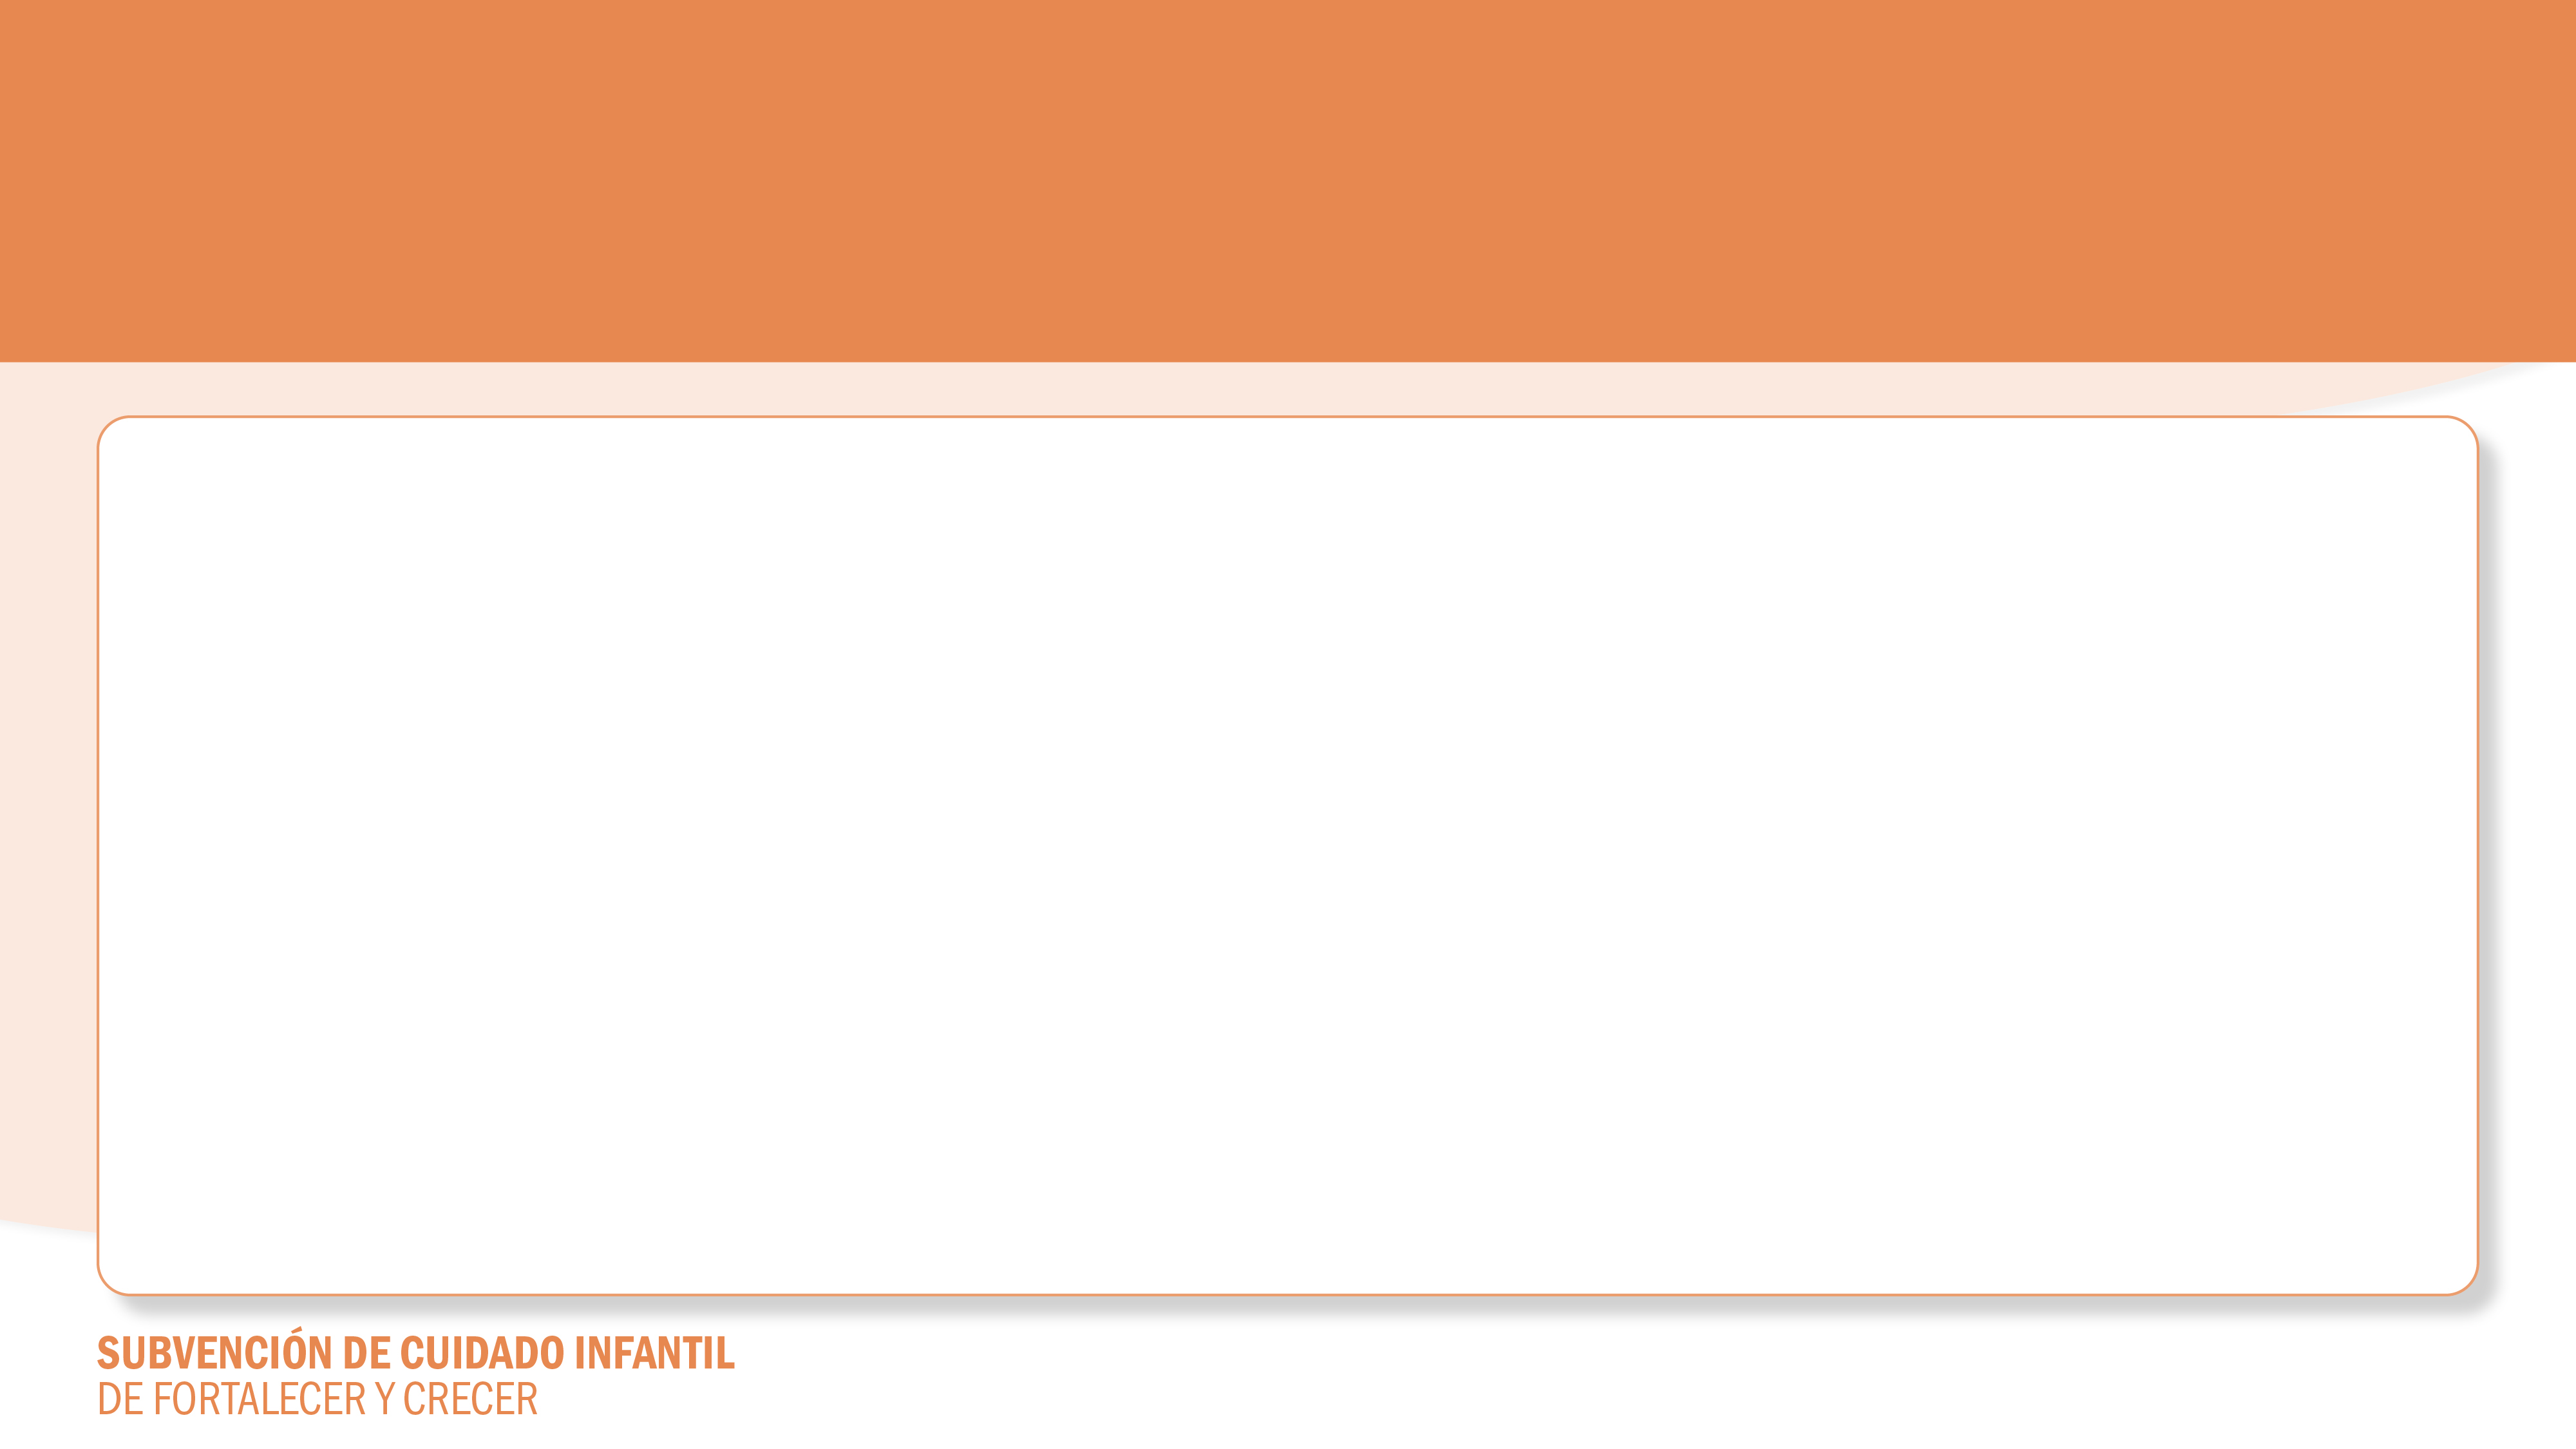 SUBVENCIÓN DE CUIDADO INFANTIL
DE FORTALECER Y CRECER